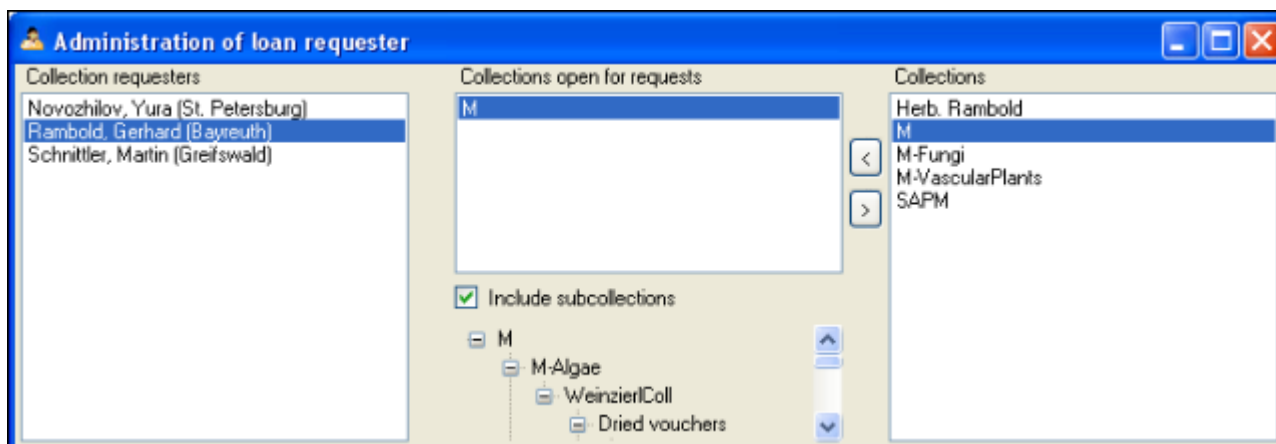 Administration of loan requester
Collection requesters
Novozhilov, Yura (St. Petersburg)
Rambold, Gerhard (Bayreuth)
Schnittler, Martin (Greifswald)
Collections open for requests
M
<
>
Include subcollections
M
M-Algae
WeinzierlColl
Dried vouchers
Collections
Herb. Rambold
M
M-Fungi
M-VascularPlants
SAPM